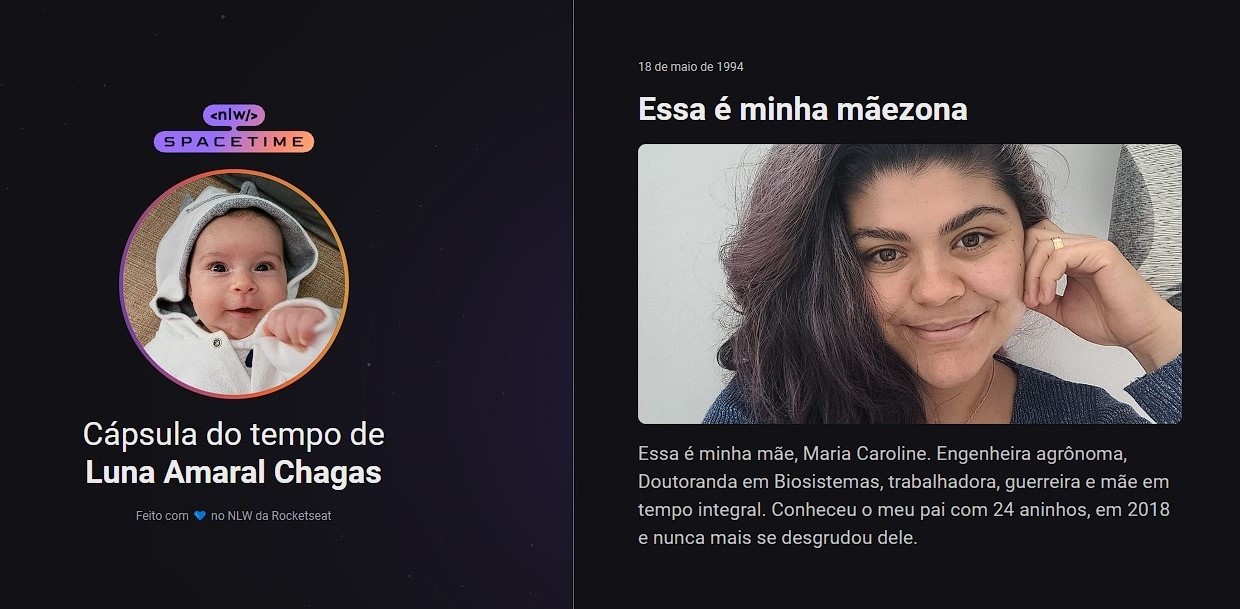 <nlw/>
SPACETIME
Cápsula do tempo de
Luna Amaral Chagas
Feito com 💙 no NLW da Rocketseat
18 de maio de 1994
Essa é minha mãezona
Essa é minha mãe, Maria Caroline. Engenheira agrônoma,
Doutoranda em Biosistemas, trabalhadora, guerreira e mãe em
tempo integral. Conheceu o meu pai com 24 aninhos, em 2018
e nunca mais se desgrudou dele.